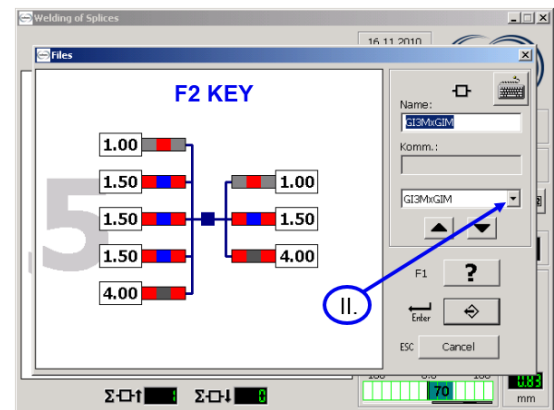 Welding of Splices
16.11.2010
Files
F2 KEY
Name:
GI3MxGIM
Komm.:
GI3MxGIM
1.00
1.50
1.50
1.50
4.00
1.00
1.50
4.00
5
II.
F1
?
Enter
ESC
Cancel
70
0.83
mm
Σ
1
Σ
0